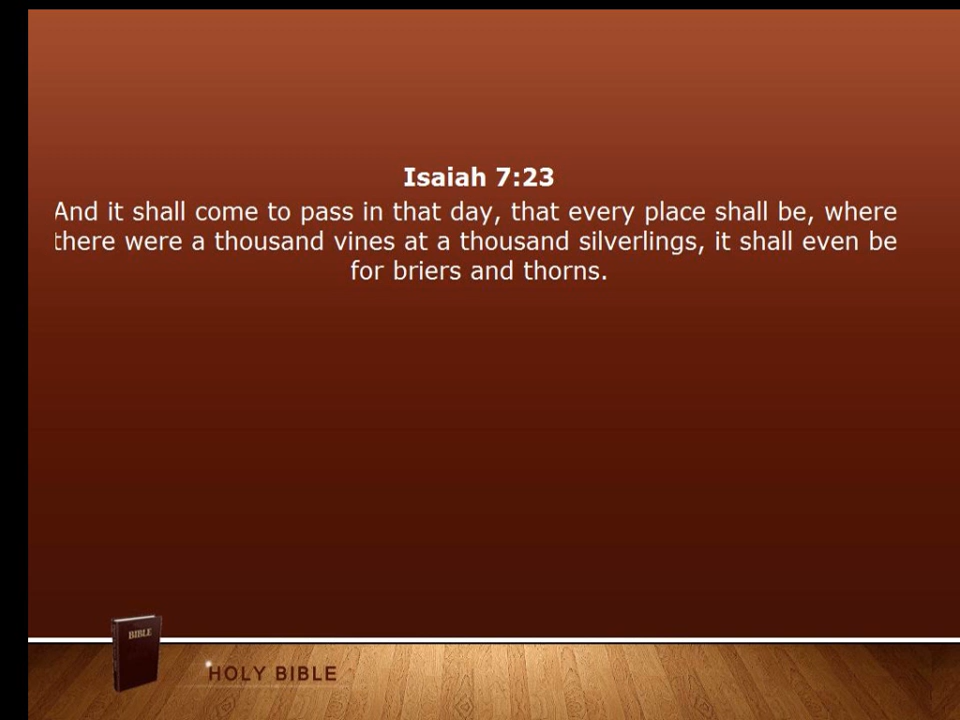 Isaiah 7:23
And it shall come to pass in that day, that every place shall be, where
there were a thousand vines at a thousand silverlings, it shall even be
for briers and thorns.
BIBLE
HOLY BIBLE